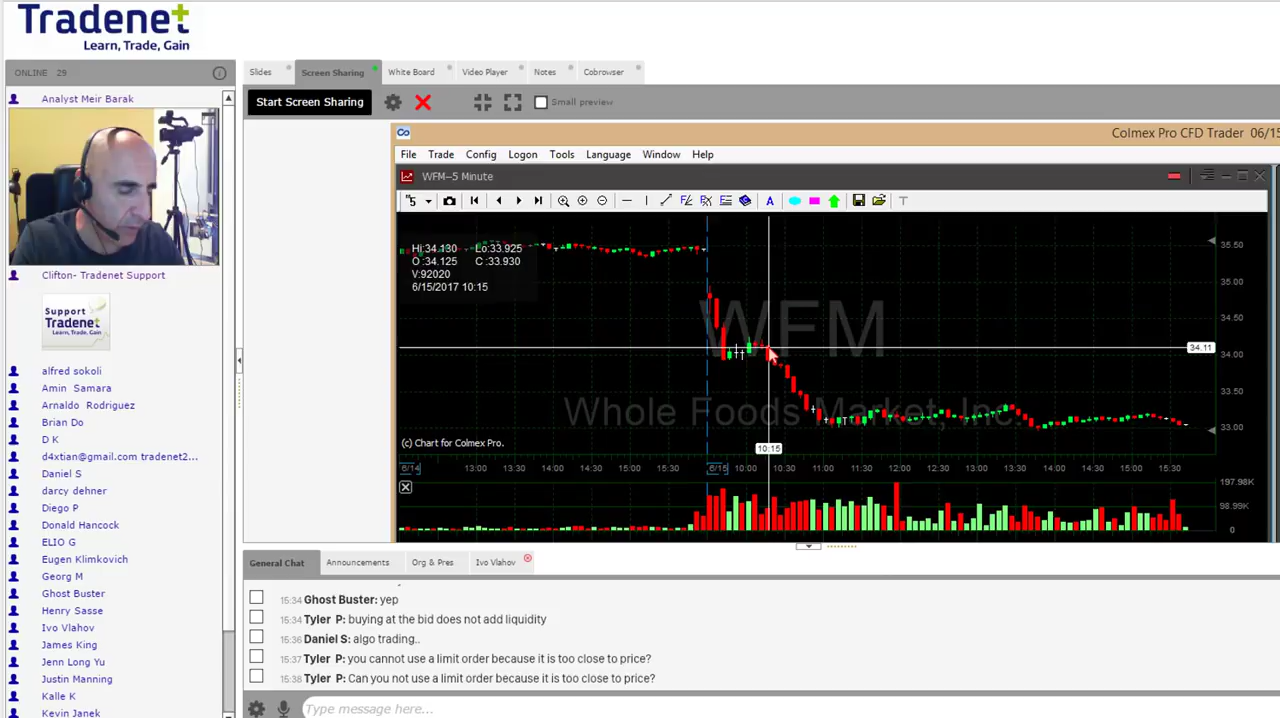 Tradenet
Learn, Trade, Gain
ONLINE 29
Analyst Meir Barak
Clifton- Tradenet Support
Support
Tradenet
Learn, Trade, Gain
alfred sokoli
Amin Samara
Arnaldo Rodriguez
Brian Do
D K
d4xtian@gmail.com tradenet2...
Daniel S
darcy dehner
Diego P
Donald Hancock
ELIO G
Eugen Klimkovich
Georg M
Ghost Buster
Henry Sasse
Ivo Vlahov
James King
Jenn Long Yu
Justin Manning
Kalle K
Kevin Janek
Slides
Screen Sharing
White Board
Video Player
Notes
Cobrowser
Start Screen Sharing
Small preview
Colmex Pro CFD Trader 06/15
File Trade Config Logon Tools Language Window Help
WFM--5 Minute
5
A
T
Hi:34.130 Lo:33.925
O :34.125 C :33.930
V:92020
6/15/2017 10:15
WFM
Whole Foods Market, Inc.
35.50
35.00
34.50
34.11
34.00
33.50
33.00
(c) Chart for Colmex Pro.
10:15
6/14 13:00 13:30 14:00 14:30 15:00 15:30 6/15 10:00 10:30 11:00 11:30 12:00 12:30 13:00 13:30 14:00 14:30 15:00 15:30
197.98K
98.99K
0
General Chat
Announcements
Org & Pres
Ivo Vlahov
15:34 Ghost Buster: yep
15:34 Tyler P: buying at the bid does not add liquidity
15:36 Daniel S: algo trading..
15:37 Tyler P: you cannot use a limit order because it is too close to price?
15:38 Tyler P: Can you not use a limit order because it is too close to price?
Type message here...